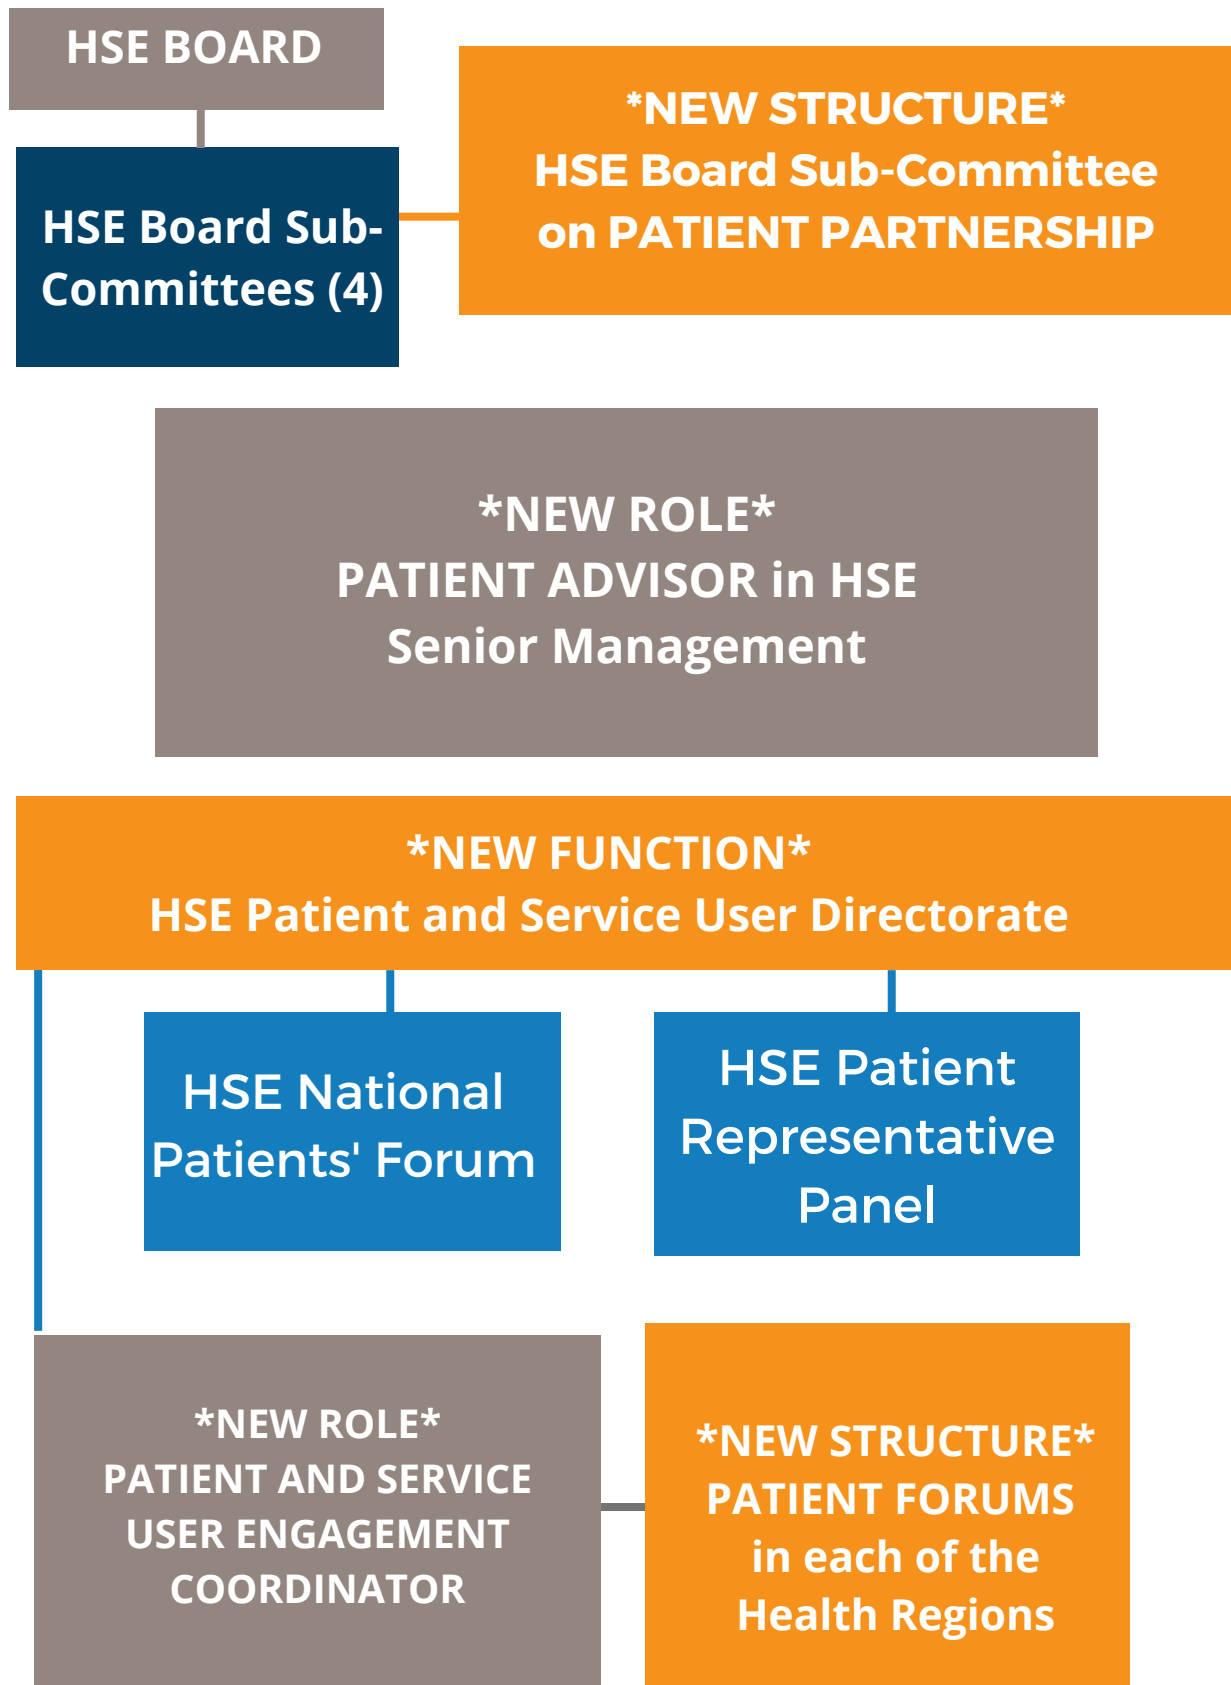 HSE BOARD
HSE Board Sub-
Committees (4)
*NEW STRUCTURE*
HSE Board Sub-Committee
on PATIENT PARTNERSHIP
*NEW ROLE*
PATIENT ADVISOR in HSE
Senior Management
*NEW FUNCTION*
HSE Patient and Service User Directorate
HSE National
Patients' Forum
HSE Patient
Representative
Panel
*NEW ROLE*
PATIENT AND SERVICE
USER ENGAGEMENT
COORDINATOR
*NEW STRUCTURE*
PATIENT FORUMS
in each of the
Health Regions